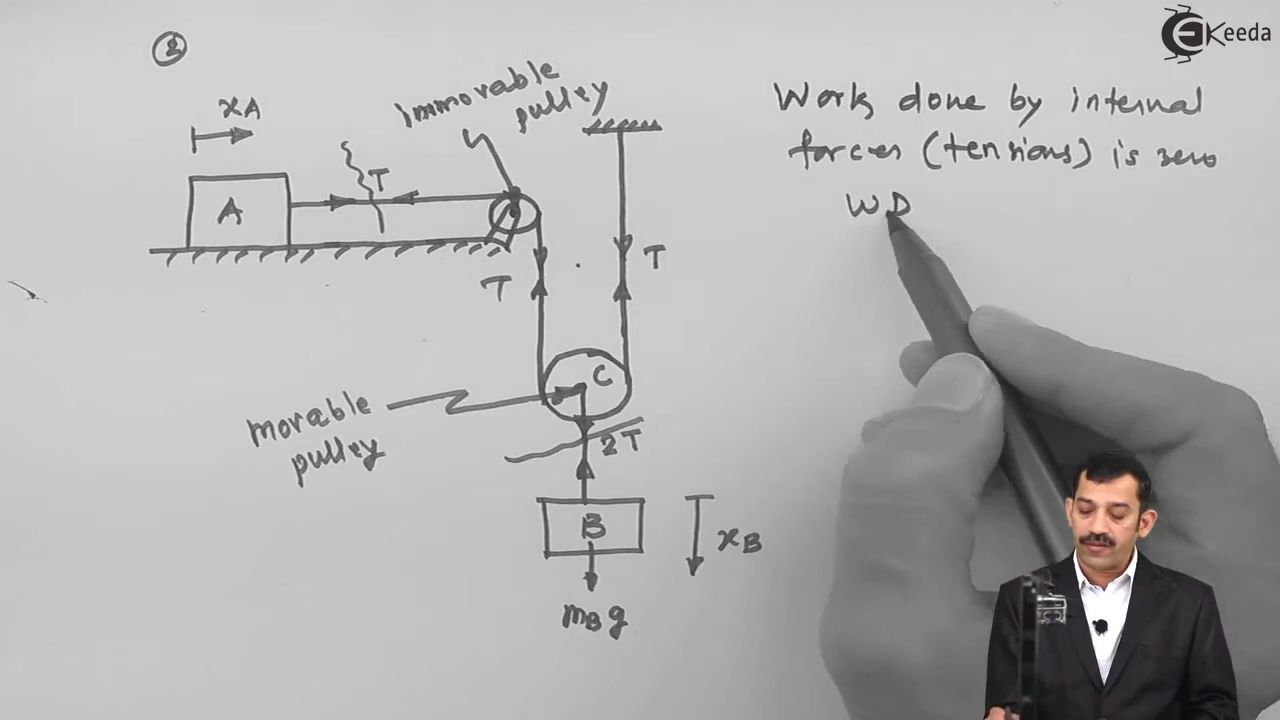 ②
EKeeda
immovable
pulley
Work done by internal
forces (tensions) is zero
WD
xA
T
A
T
T
C
movable
pulley
2T
B
xB
mBg